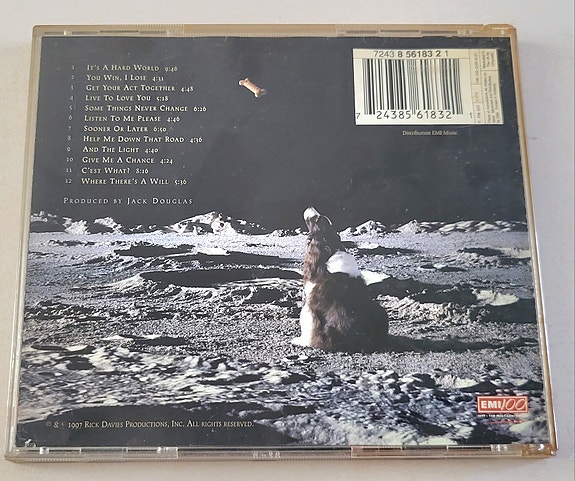 1 It's A Hard World 9:46
2 You Win, I Lose 4:31
3 Get Your Act Together 4:48
4 Live To Love You 5:18
5 Some Things Never Change 6:26
6 Listen To Me Please 4:46
7 Sooner Or Later 6:50
8 Help Me Down That Road 4:36
9 And The Light 4:40
10 Give Me A Chance 4:24
11 C'est What? 8:16
12 Where There's A Will 5:36
Produced by Jack Douglas
7243 8 56183 2 1
7 24385 61832 1
Distribution EMI Music
℗ & © 1997 Rick Davies Productions, Inc. All rights reserved.
EMI 100